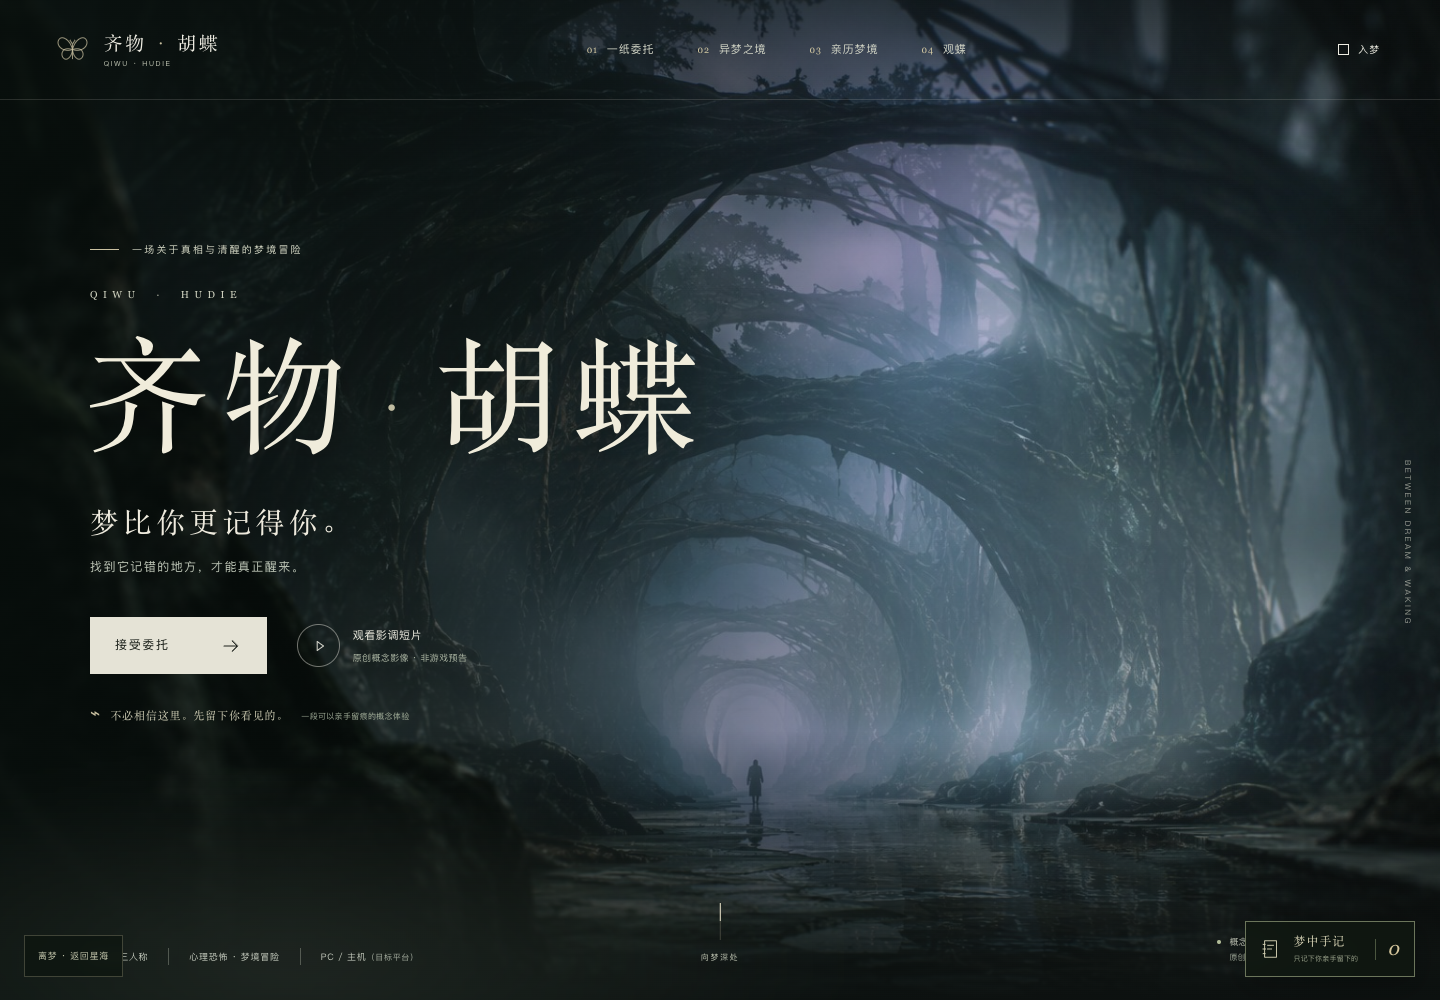 齐物 · 胡蝶
QIWU · HUDIE
01 一纸委托
02 异梦之境
03 亲历梦境
04 观蝶
入梦
一场关于真相与清醒的梦境冒险
QIWU · HUDIE
齐物 · 胡蝶
梦比你更记得你。
找到它记错的地方，才能真正醒来。
接受委托
观看影调短片
原创概念影像 · 非游戏预告
不必相信这里。先留下你看见的。 一段可以亲手留痕的概念体验
BETWEEN DREAM & WAKING
离梦 · 返回星海
三人称
心理恐怖 · 梦境冒险
PC / 主机（目标平台）
向梦深处
概念
原创
梦中手记
只记下你亲手留下的
0